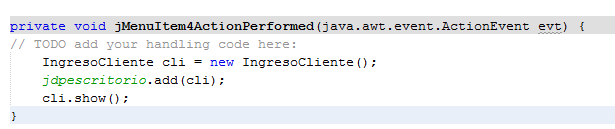 private void jMenuItem4ActionPerformed(java.awt.event.ActionEvent evt) {
// TODO add your handling code here:
IngresoCliente cli = new IngresoCliente();
jdpescritorio.add(cli);
cli.show();
}